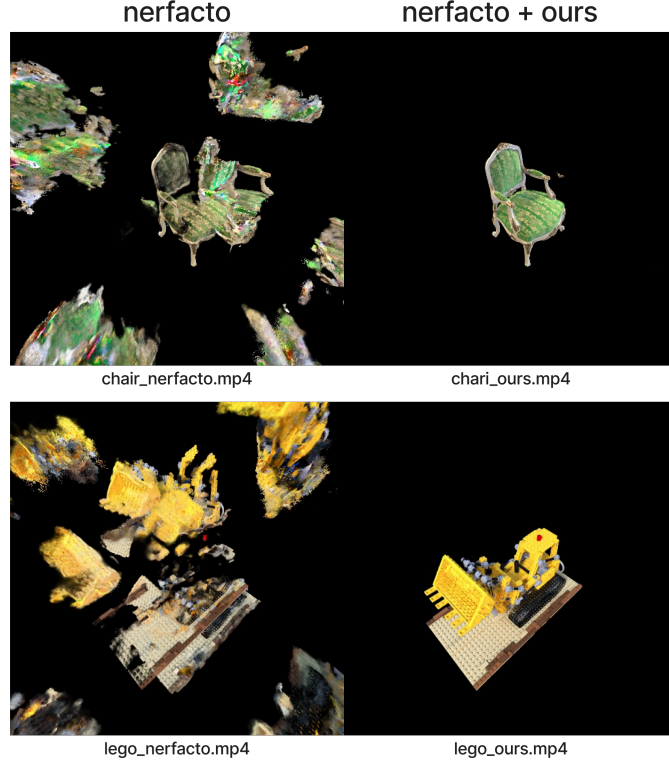 nerfacto
nerfacto + ours
chair_nerfacto.mp4
chari_ours.mp4
lego_nerfacto.mp4
lego_ours.mp4